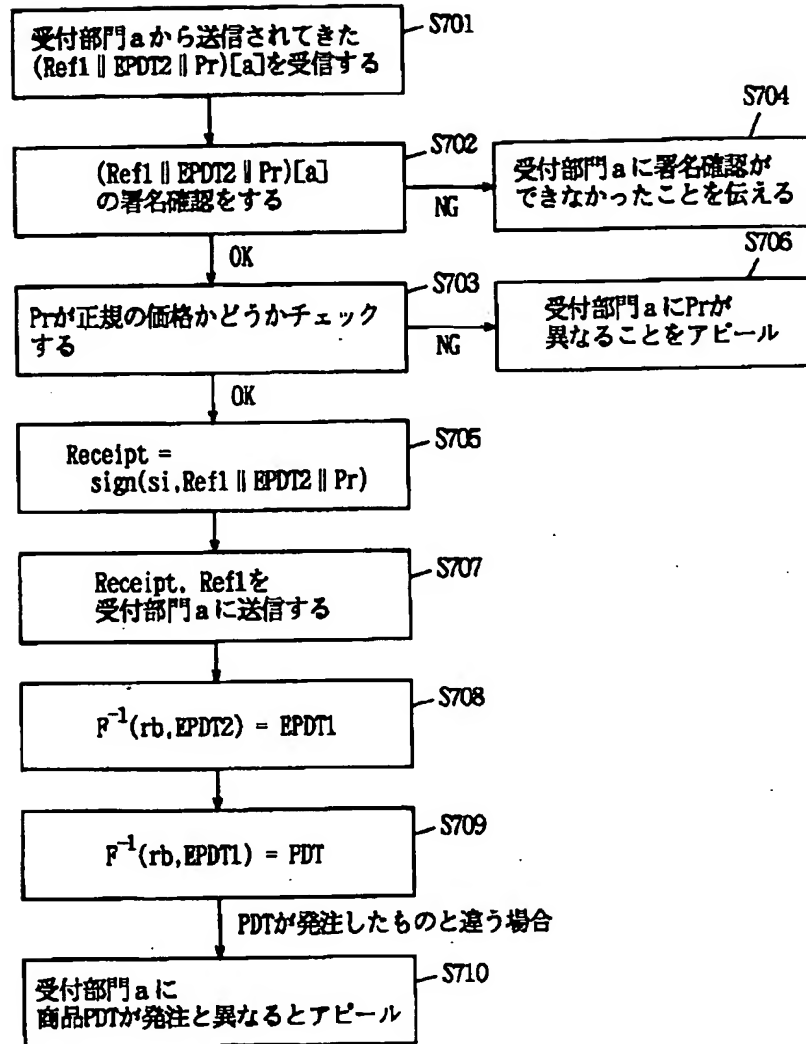 受付部門aから送信されてきた
(Ref1∥EPDT2∥Pr)[a]を受信する
S701
(Ref1∥EPDT2∥Pr)[a]
の署名確認をする
S702
NG
受付部門aに署名確認が
できなかったことを伝える
S704
OK
Prが正規の価格かどうかチェック
する
S703
NG
受付部門aにPrが
異なることをアピール
S706
OK
Receipt =
sign(si,Ref1∥EPDT2∥Pr)
S705
Receipt, Ref1を
受付部門aに送信する
S707
F⁻¹(rb,EPDT2) = EPDT1
S708
F⁻¹(rb,EPDT1) = PDT
S709
PDTが発注したものと違う場合
受付部門aに
商品PDTが発注と異なるとアピール
S710